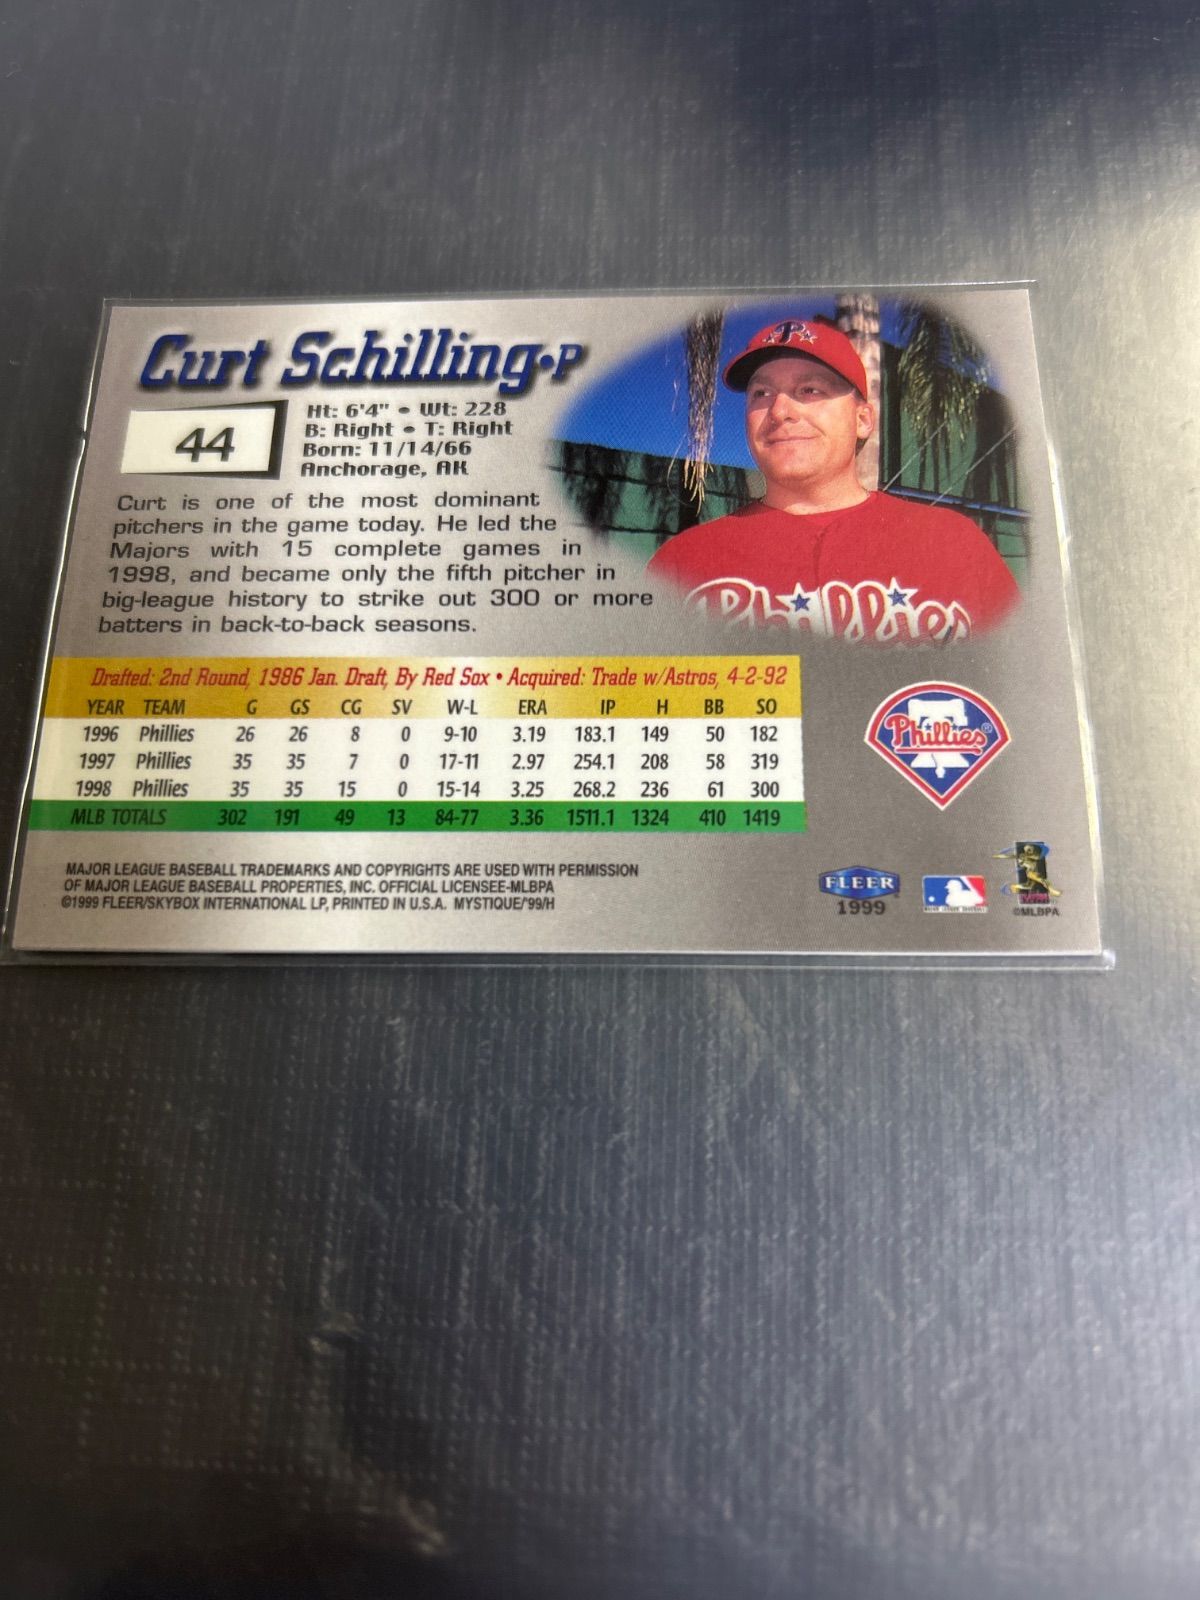 Curt Schilling•P
44
Ht: 6'4" • Wt: 228
B: Right • T: Right
Born: 11/14/66
Anchorage, AK
Curt is one of the most dominant
pitchers in the game today. He led the
Majors with 15 complete games in
1998, and became only the fifth pitcher in
big-league history to strike out 300 or more
batters in back-to-back seasons.
P
Phillies
Drafted: 2nd Round, 1986 Jan. Draft, By Red Sox • Acquired: Trade w/Astros, 4-2-92
YEAR TEAM G GS CG SV W-L ERA IP H BB SO
1996 Phillies 26 26 8 0 9-10 3.19 183.1 149 50 182
1997 Phillies 35 35 7 0 17-11 2.97 254.1 208 58 319
1998 Phillies 35 35 15 0 15-14 3.25 268.2 236 61 300
MLB TOTALS 302 191 49 13 84-77 3.36 1511.1 1324 410 1419
Phillies®
MAJOR LEAGUE BASEBALL TRADEMARKS AND COPYRIGHTS ARE USED WITH PERMISSION
OF MAJOR LEAGUE BASEBALL PROPERTIES, INC. OFFICIAL LICENSEE-MLBPA
©1999 FLEER/SKYBOX INTERNATIONAL LP, PRINTED IN U.S.A. MYSTIQUE/'99/H
FLEER
1999
©MLBPA